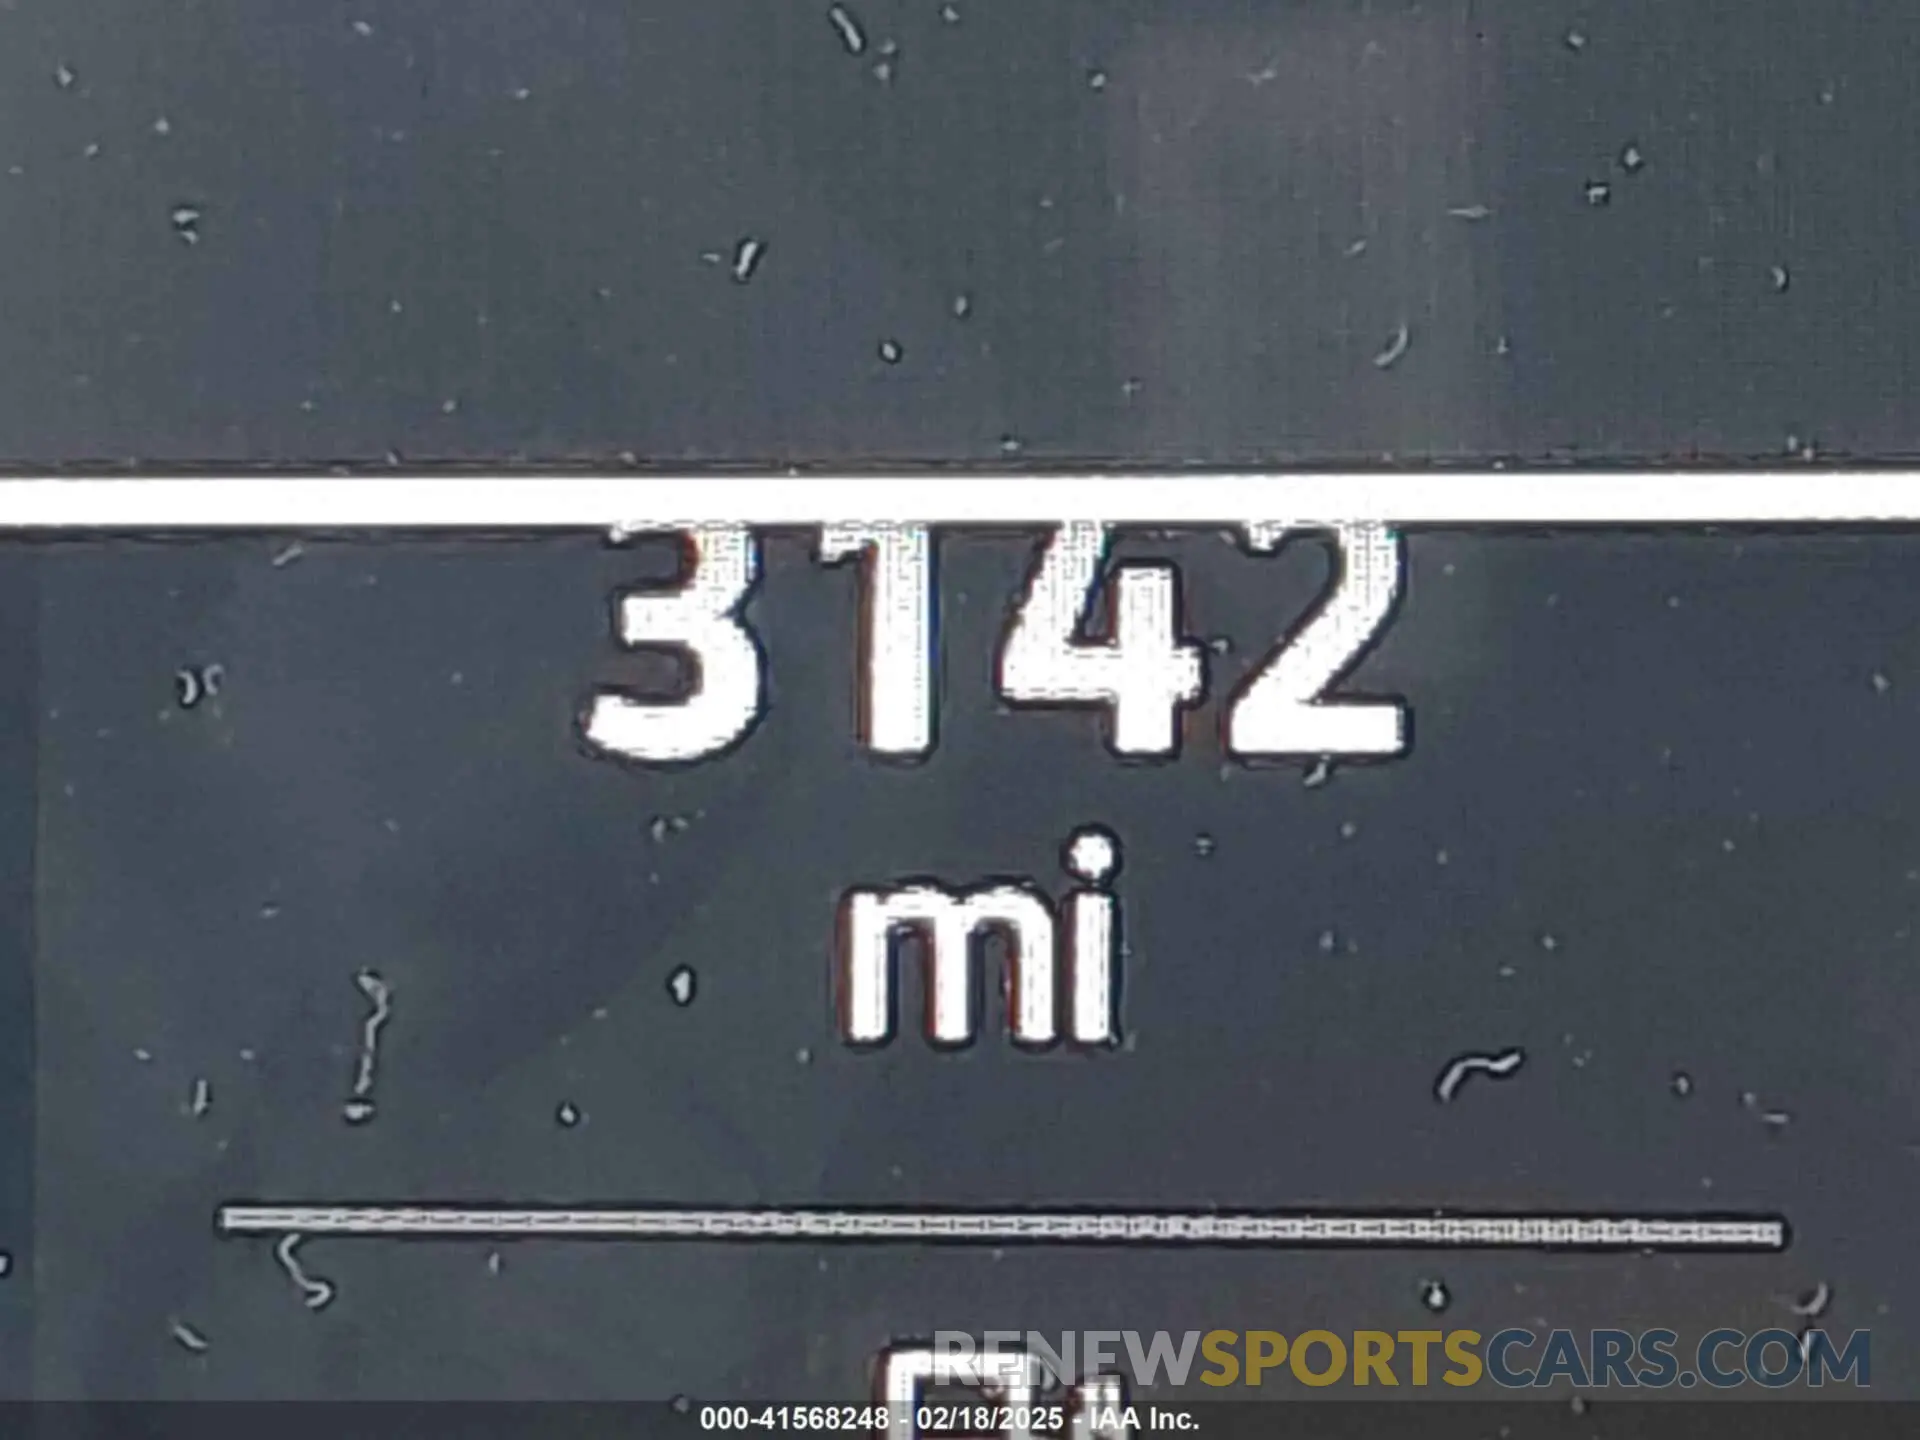 3142
mi
RENEWSPORTSCARS.COM
000-41568248 - 02/18/2025 - IAA Inc.